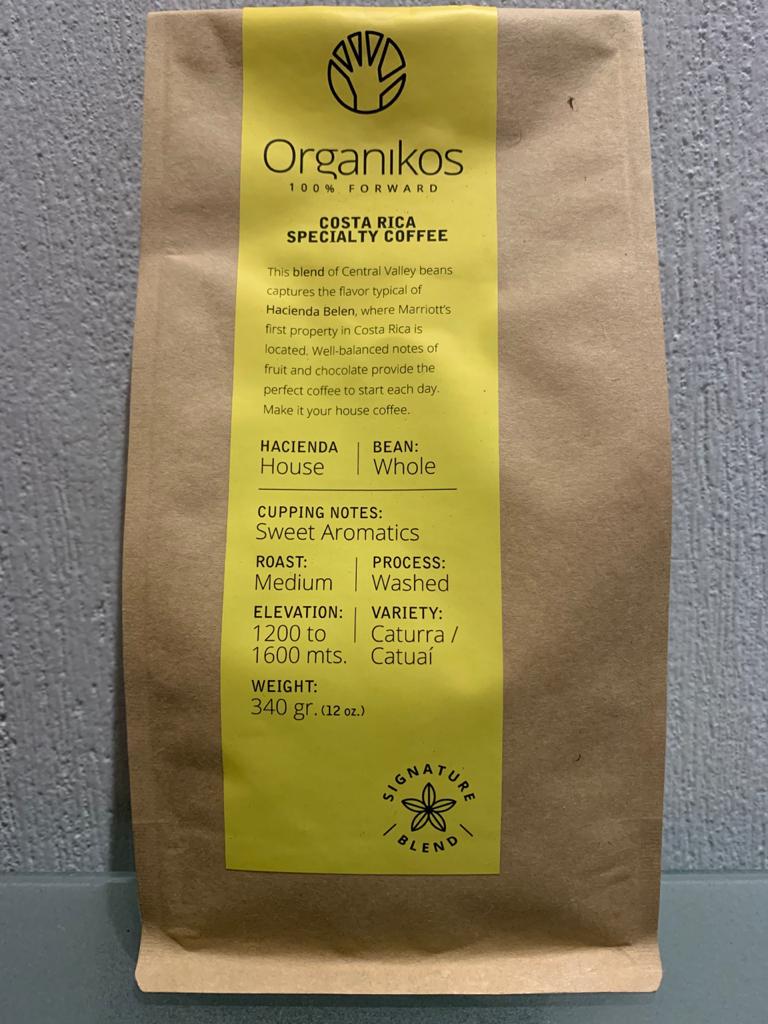 Organikos
100% FORWARD
COSTA RICA
SPECIALTY COFFEE
This blend of Central Valley beans
captures the flavor typical of
Hacienda Belen, where Marriott's
first property in Costa Rica is
located. Well-balanced notes of
fruit and chocolate provide the
perfect coffee to start each day.
Make it your house coffee.
HACIENDA
House
BEAN:
Whole
CUPPING NOTES:
Sweet Aromatics
ROAST:
Medium
PROCESS:
Washed
ELEVATION:
1200 to
1600 mts.
VARIETY:
Caturra /
Catuaí
WEIGHT:
340 gr. (12 oz.)
SIGNATURE
BLEND